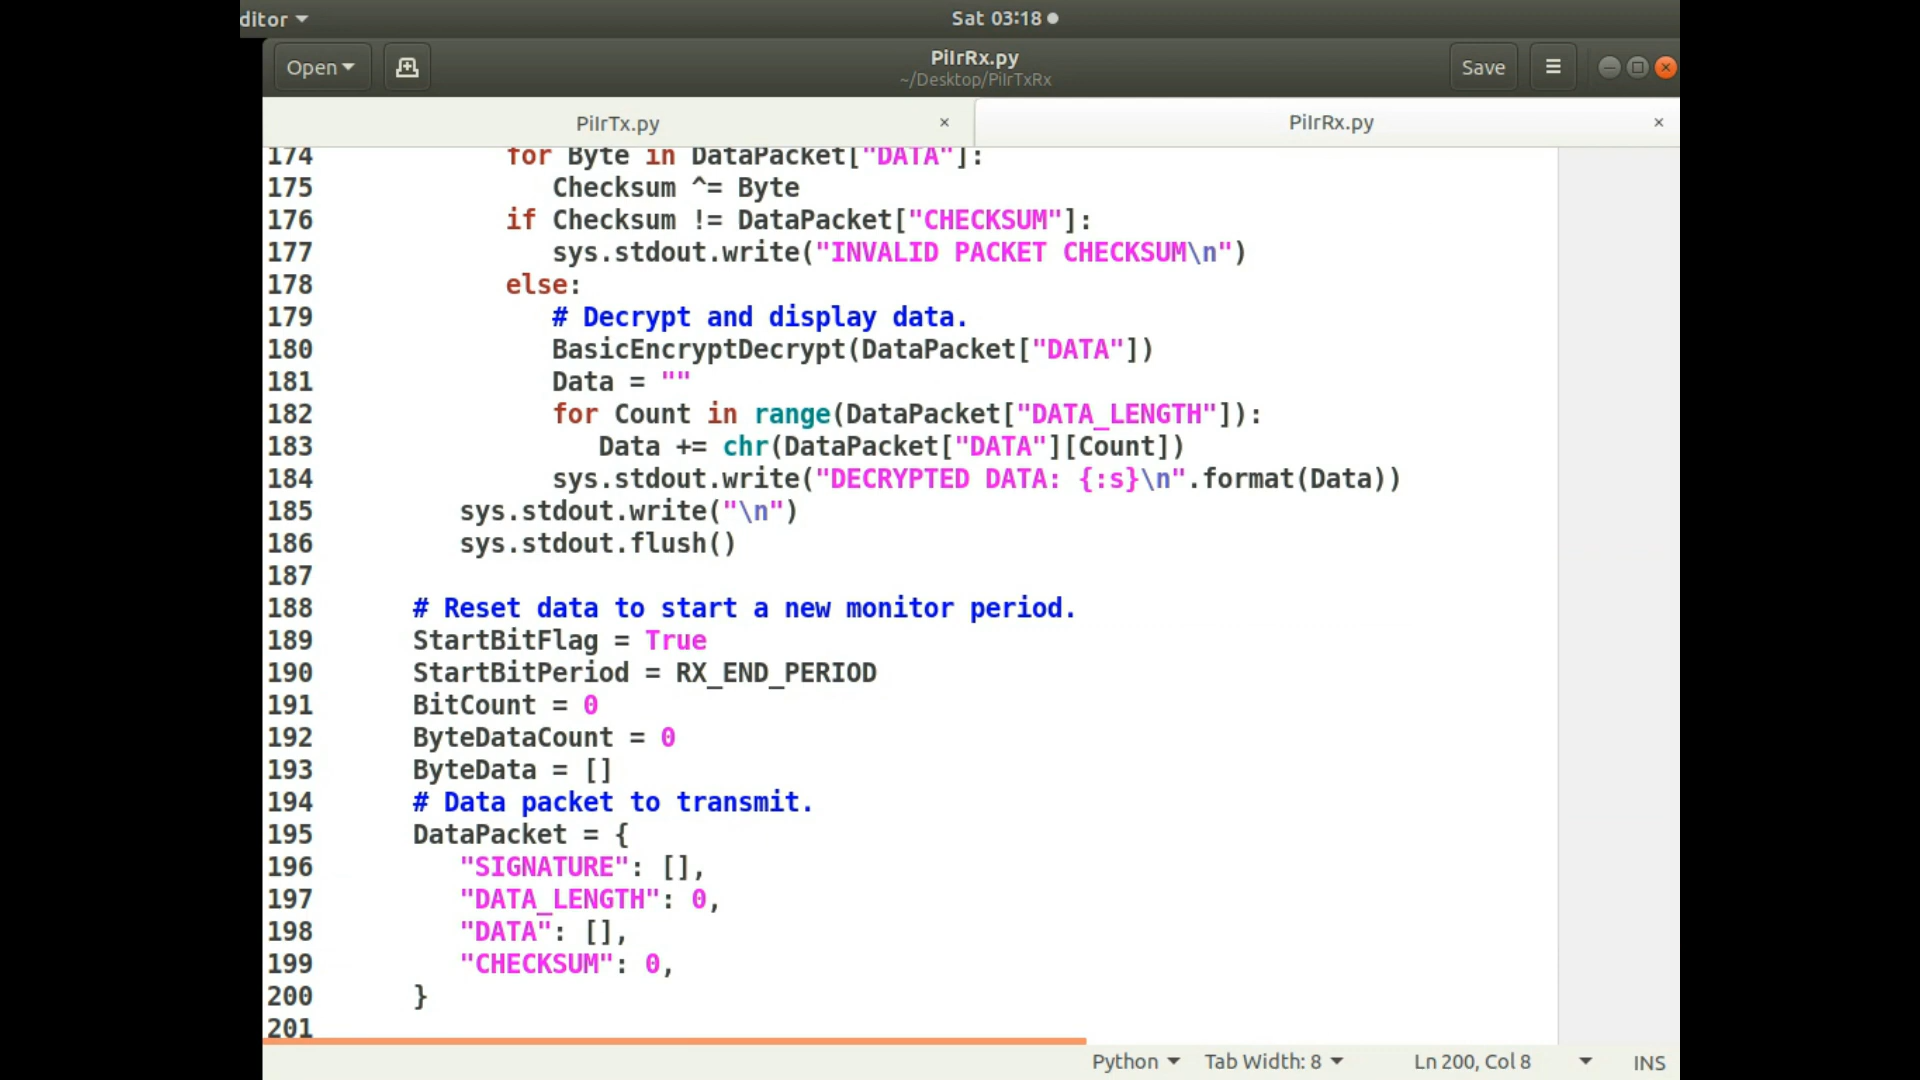 ditor
Sat 03:18
Open
PiIrRx.py
~/Desktop/PiIrTxRx
Save
PiIrTx.py ×
PiIrRx.py ×
174 for Byte in DataPacket["DATA"]:
175 Checksum ^= Byte
176 if Checksum != DataPacket["CHECKSUM"]:
177 sys.stdout.write("INVALID PACKET CHECKSUM\n")
178 else:
179 # Decrypt and display data.
180 BasicEncryptDecrypt(DataPacket["DATA"])
181 Data = ""
182 for Count in range(DataPacket["DATA_LENGTH"]):
183 Data += chr(DataPacket["DATA"][Count])
184 sys.stdout.write("DECRYPTED DATA: {:s}\n".format(Data))
185 sys.stdout.write("\n")
186 sys.stdout.flush()
187
188 # Reset data to start a new monitor period.
189 StartBitFlag = True
190 StartBitPeriod = RX_END_PERIOD
191 BitCount = 0
192 ByteDataCount = 0
193 ByteData = []
194 # Data packet to transmit.
195 DataPacket = {
196 "SIGNATURE": [],
197 "DATA_LENGTH": 0,
198 "DATA": [],
199 "CHECKSUM": 0,
200 }
201
Python Tab Width: 8 Ln 200, Col 8 INS